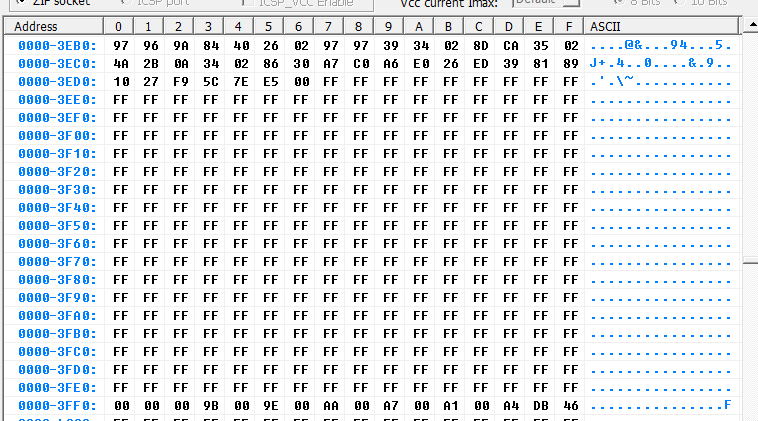 ZIF socket ICSP port ICSP_VCC Enable Vcc current Imax: Default 8 Bits 16 Bits
Address 0 1 2 3 4 5 6 7 8 9 A B C D E F ASCII
0000-3EB0: 97 96 9A 84 40 26 02 97 97 39 34 02 8D CA 35 02 ....@&...94...5.
0000-3EC0: 4A 2B 0A 34 02 86 30 A7 C0 A6 E0 26 ED 39 81 89 J+.4..0....&.9..
0000-3ED0: 10 27 F9 5C 7E E5 00 FF FF FF FF FF FF FF FF FF .'.\~...........
0000-3EE0: FF FF FF FF FF FF FF FF FF FF FF FF FF FF FF FF ................
0000-3EF0: FF FF FF FF FF FF FF FF FF FF FF FF FF FF FF FF ................
0000-3F00: FF FF FF FF FF FF FF FF FF FF FF FF FF FF FF FF ................
0000-3F10: FF FF FF FF FF FF FF FF FF FF FF FF FF FF FF FF ................
0000-3F20: FF FF FF FF FF FF FF FF FF FF FF FF FF FF FF FF ................
0000-3F30: FF FF FF FF FF FF FF FF FF FF FF FF FF FF FF FF ................
0000-3F40: FF FF FF FF FF FF FF FF FF FF FF FF FF FF FF FF ................
0000-3F50: FF FF FF FF FF FF FF FF FF FF FF FF FF FF FF FF ................
0000-3F60: FF FF FF FF FF FF FF FF FF FF FF FF FF FF FF FF ................
0000-3F70: FF FF FF FF FF FF FF FF FF FF FF FF FF FF FF FF ................
0000-3F80: FF FF FF FF FF FF FF FF FF FF FF FF FF FF FF FF ................
0000-3F90: FF FF FF FF FF FF FF FF FF FF FF FF FF FF FF FF ................
0000-3FA0: FF FF FF FF FF FF FF FF FF FF FF FF FF FF FF FF ................
0000-3FB0: FF FF FF FF FF FF FF FF FF FF FF FF FF FF FF FF ................
0000-3FC0: FF FF FF FF FF FF FF FF FF FF FF FF FF FF FF FF ................
0000-3FD0: FF FF FF FF FF FF FF FF FF FF FF FF FF FF FF FF ................
0000-3FE0: FF FF FF FF FF FF FF FF FF FF FF FF FF FF FF FF ................
0000-3FF0: 00 00 00 9B 00 9E 00 AA 00 A7 00 A1 00 A4 DB 46 ...............F